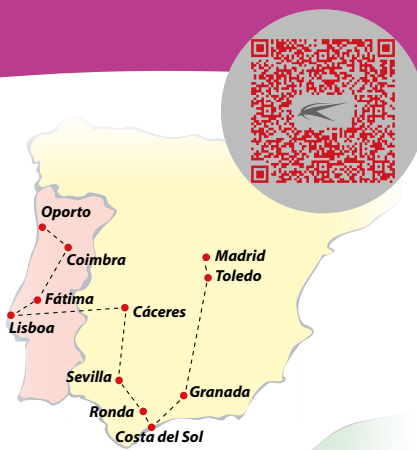 Oporto
Coimbra
Madrid
Toledo
Fátima
Cáceres
Lisboa
Sevilla
Granada
Ronda
Costa del Sol